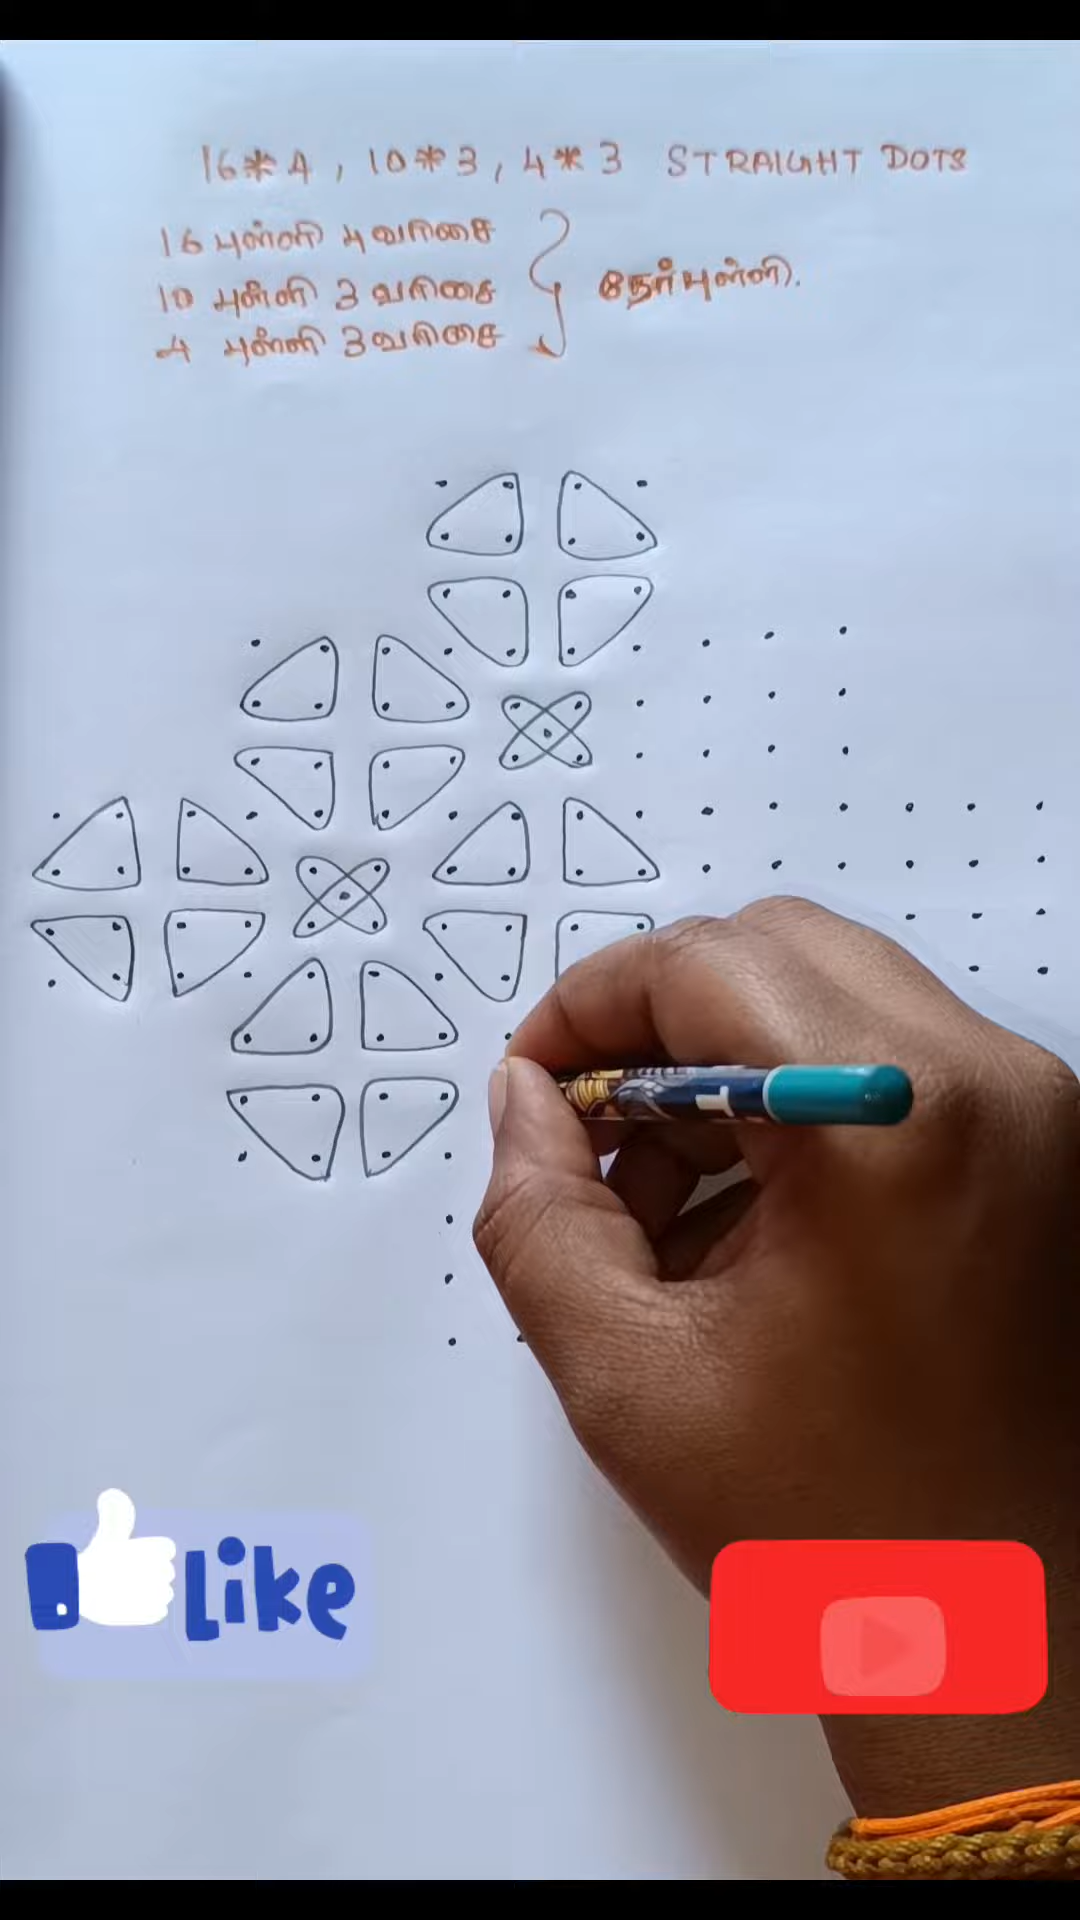 16*4, 10*3, 4*3 STRAIGHT DOTS
16 புள்ளி 4 வரிசை
10 புள்ளி 3 வரிசை } நேர்புள்ளி.
4 புள்ளி 3 வரிசை
T
Like